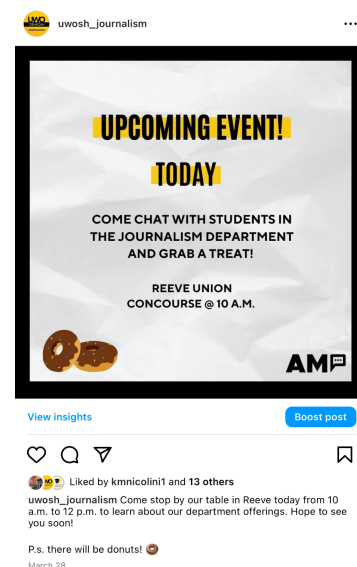 uwosh_journalism
UPCOMING EVENT!
TODAY
COME CHAT WITH STUDENTS IN
THE JOURNALISM DEPARTMENT
AND GRAB A TREAT!
REEVE UNION
CONCOURSE @ 10 A.M.
AMP
View insights
Boost post
Liked by kmnicolini1 and 13 others
uwosh_journalism Come stop by our table in Reeve today from 10
a.m. to 12 p.m. to learn about our department offerings. Hope to see
you soon!
P.s. there will be donuts! 🍩
March 28